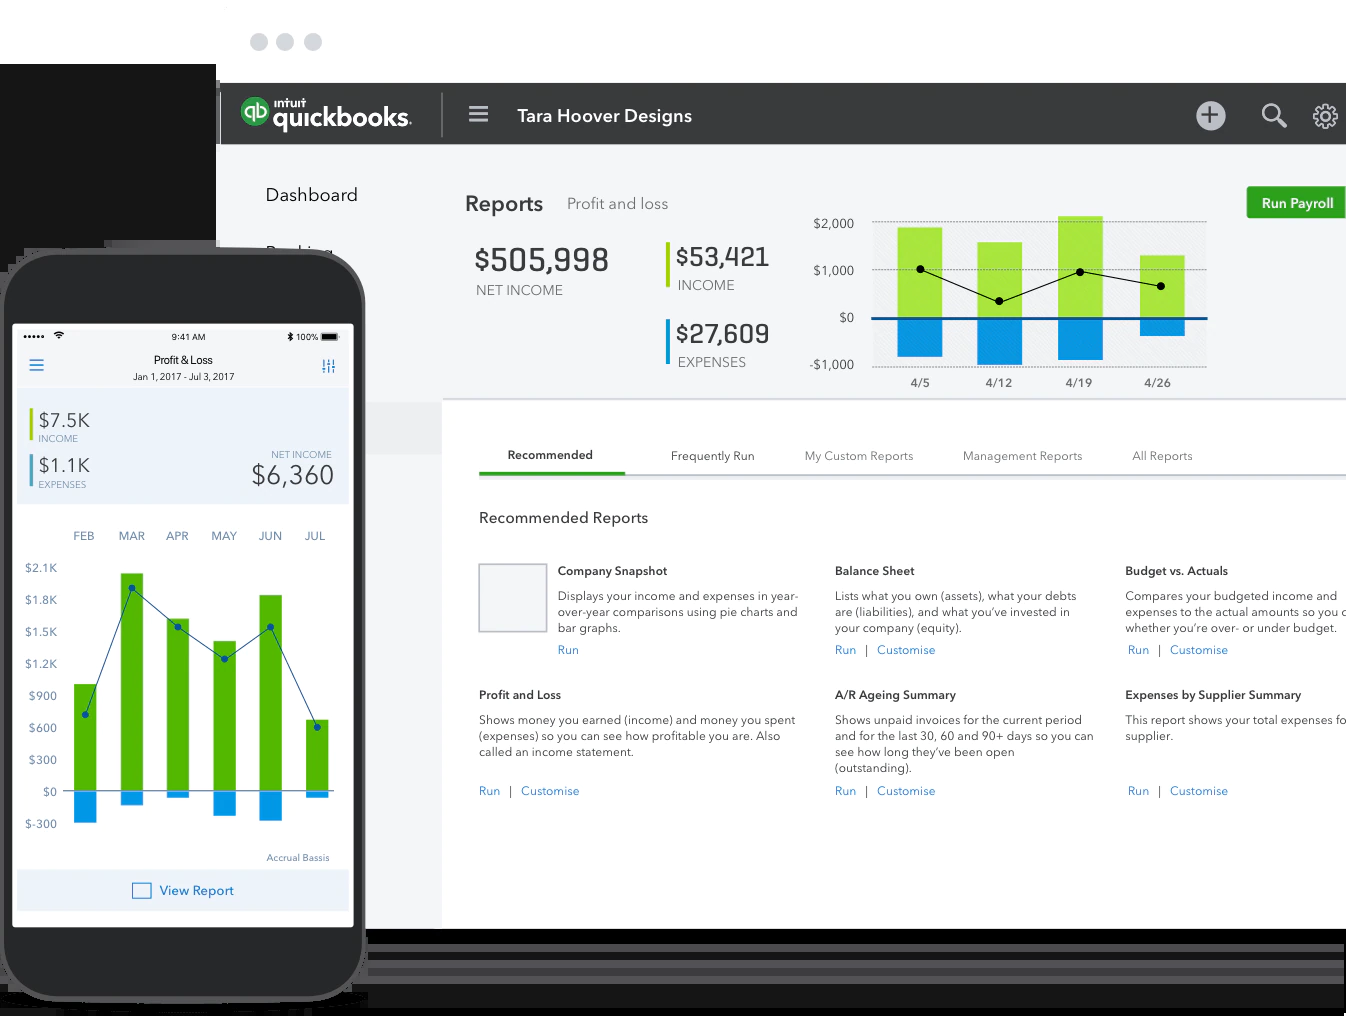 intuit
quickbooks.
Tara Hoover Designs
Dashboard
Reports Profit and loss
Run Payroll
$505,998
NET INCOME
$53,421
INCOME
$27,609
EXPENSES
$2,000
$1,000
$0
-$1,000
4/5 4/12 4/19 4/26
Recommended Frequently Run My Custom Reports Management Reports All Reports
Recommended Reports
Company Snapshot
Displays your income and expenses in year-
over-year comparisons using pie charts and
bar graphs.
Run
Balance Sheet
Lists what you own (assets), what your debts
are (liabilities), and what you've invested in
your company (equity).
Run | Customise
Budget vs. Actuals
Compares your budgeted income and
expenses to the actual amounts so you
whether you're over- or under budget.
Run | Customise
Profit and Loss
Shows money you earned (income) and money you spent
(expenses) so you can see how profitable you are. Also
called an income statement.
Run | Customise
A/R Ageing Summary
Shows unpaid invoices for the current period
and for the last 30, 60 and 90+ days so you can
see how long they've been open
(outstanding).
Run | Customise
Expenses by Supplier Summary
This report shows your total expenses
supplier.
Run | Customise
9:41 AM
100%
Profit & Loss
Jan 1, 2017 - Jul 3, 2017
$7.5K
INCOME
$1.1K
EXPENSES
NET INCOME
$6,360
FEB MAR APR MAY JUN JUL
$2.1K
$1.8K
$1.5K
$1.2K
$900
$600
$300
$0
$-300
Accrual Bassis
View Report